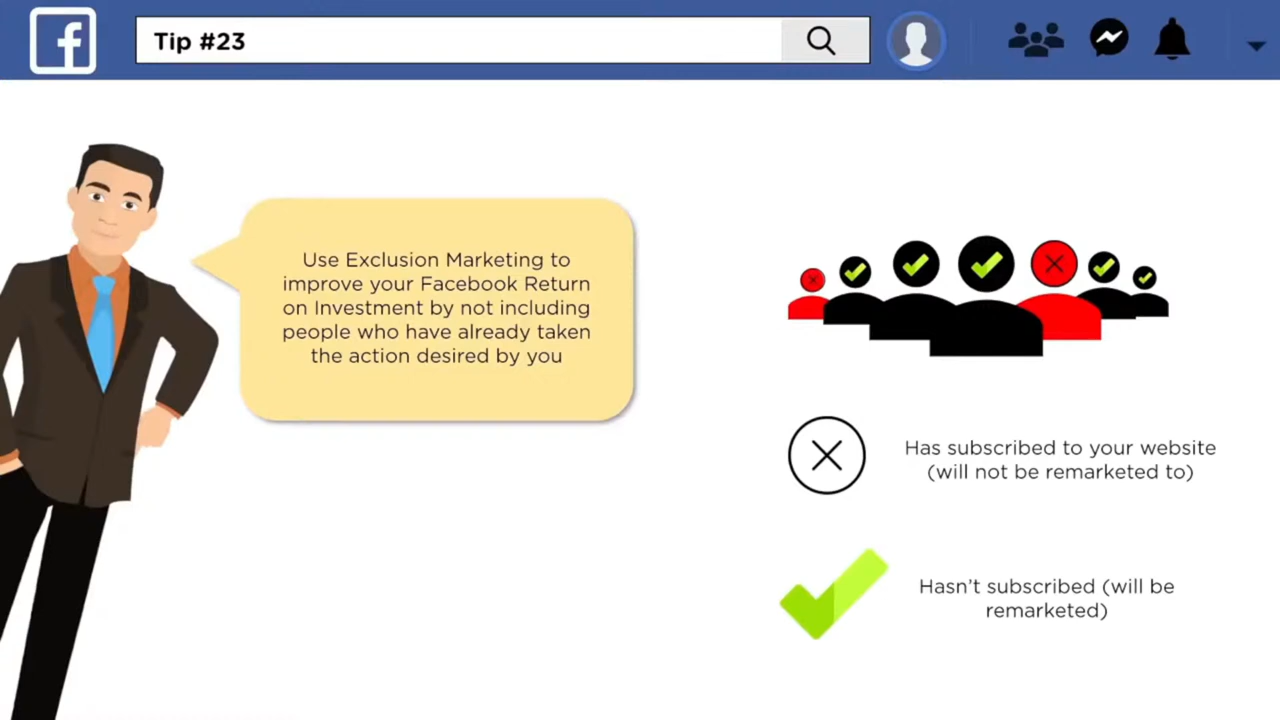 Tip #23
Use Exclusion Marketing to
improve your Facebook Return
on Investment by not including
people who have already taken
the action desired by you
Has subscribed to your website
(will not be remarketed to)
Hasn’t subscribed (will be
remarketed)